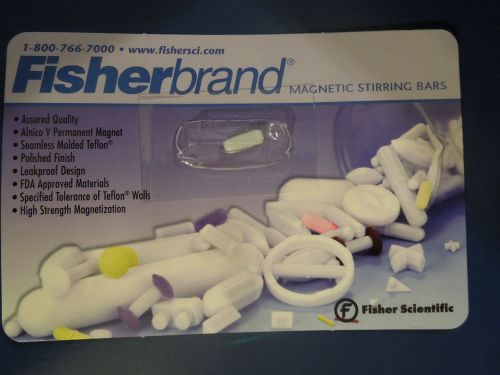 1-800-766-7000 • www.fishersci.com
Fisherbrand®
MAGNETIC STIRRING BARS
• Assured Quality
• Alnico V Permanent Magnet
• Seamless Molded Teflon®
• Polished Finish
• Leakproof Design
• FDA Approved Materials
• Specified Tolerance of Teflon® Walls
• High Strength Magnetization
Fisher Scientific